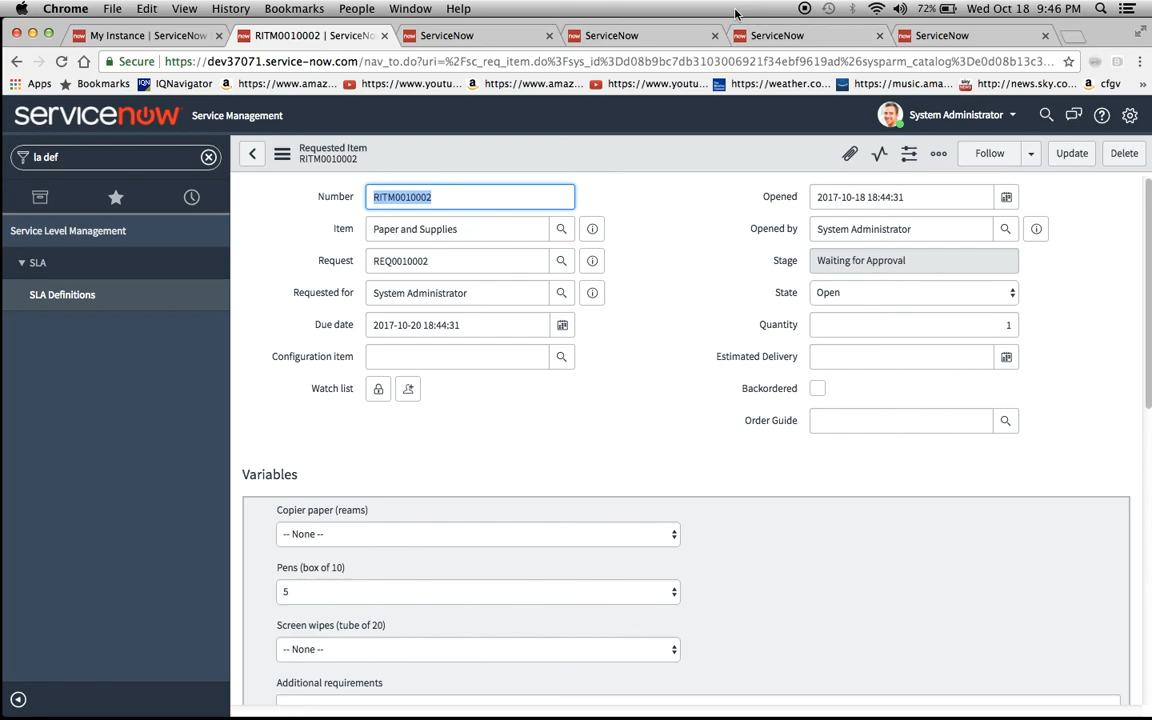 Chrome File Edit View History Bookmarks People Window Help 72% Wed Oct 18 9:46 PM
My Instance | ServiceNow RITM0010002 | ServiceNo ServiceNow ServiceNow ServiceNow ServiceNow
Secure https://dev37071.service-now.com/nav_to.do?uri=%2Fsc_req_item.do%3Fsys_id%3Dd08b9bc7db3103006921f34ebf9619ad%26sysparm_catalog%3De0d08b13c3...
Apps Bookmarks IQNavigator https://www.amaz... https://www.youtu... https://www.amaz... https://www.youtu... https://weather.co... https://music.ama... http://news.sky.co... cfgv »
servicenow Service Management System Administrator
la def
Requested Item
RITM0010002
Follow Update Delete
Service Level Management
SLA
SLA Definitions
Number RITM0010002
Item Paper and Supplies
Request REQ0010002
Requested for System Administrator
Due date 2017-10-20 18:44:31
Configuration item
Watch list
Opened 2017-10-18 18:44:31
Opened by System Administrator
Stage Waiting for Approval
State Open
Quantity 1
Estimated Delivery
Backordered
Order Guide
Variables
Copier paper (reams)
-- None --
Pens (box of 10)
5
Screen wipes (tube of 20)
-- None --
Additional requirements